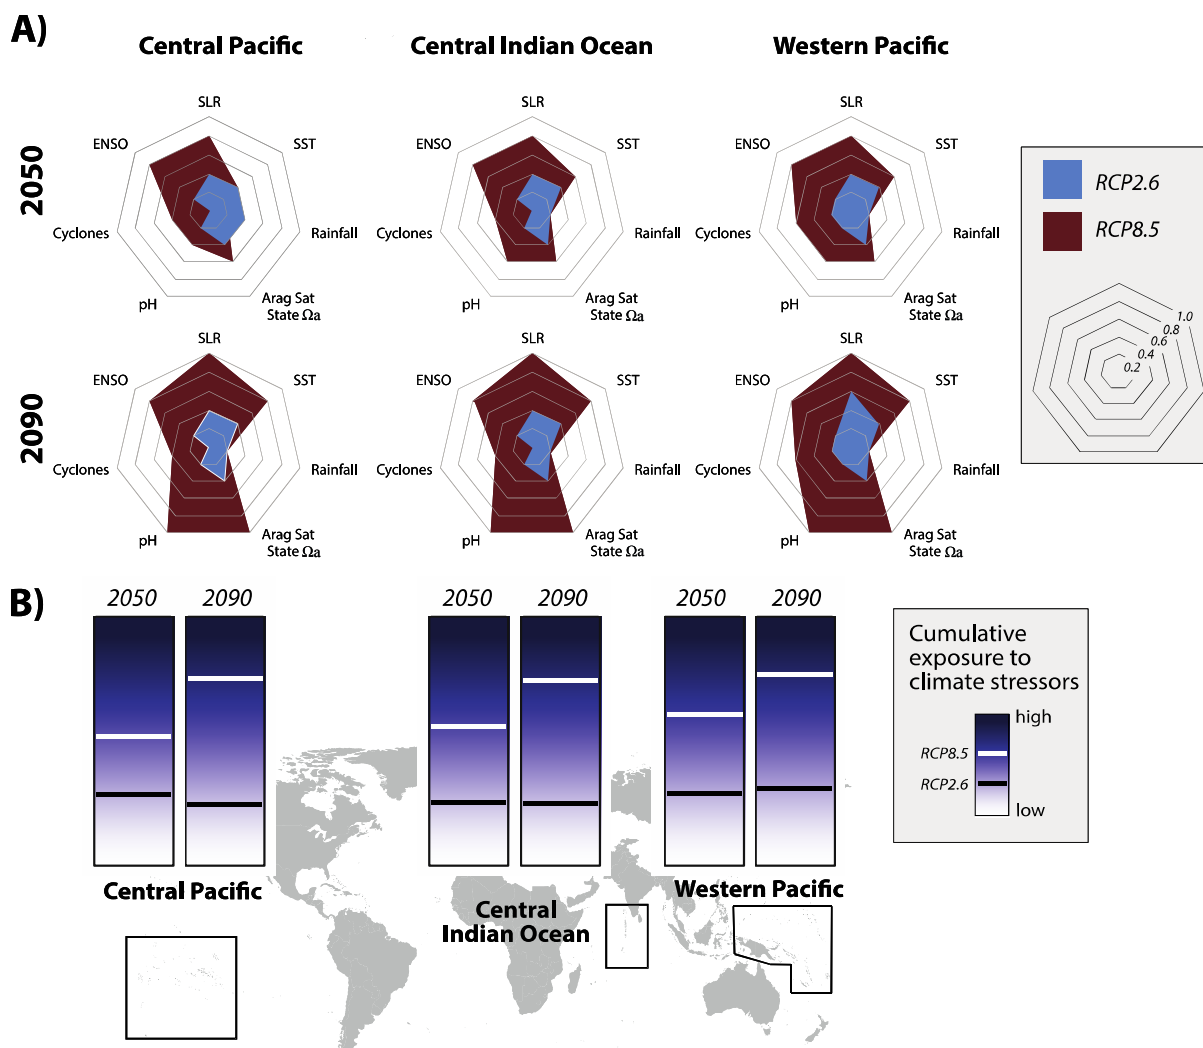 A)
Central Pacific
Central Indian Ocean
Western Pacific
2050
SLR
SST
Rainfall
Arag Sat
State Ωa
pH
Cyclones
ENSO
SLR
SST
Rainfall
Arag Sat
State Ωa
pH
Cyclones
ENSO
SLR
SST
Rainfall
Arag Sat
State Ωa
pH
Cyclones
ENSO
2090
SLR
SST
Rainfall
Arag Sat
State Ωa
pH
Cyclones
ENSO
SLR
SST
Rainfall
Arag Sat
State Ωa
pH
Cyclones
ENSO
SLR
SST
Rainfall
Arag Sat
State Ωa
pH
Cyclones
ENSO
RCP2.6
RCP8.5
1.0
0.8
0.6
0.4
0.2
B)
2050
2090
2050
2090
2050
2090
Central Pacific
Central
Indian Ocean
Western Pacific
Cumulative
exposure to
climate stressors
high
RCP8.5
RCP2.6
low